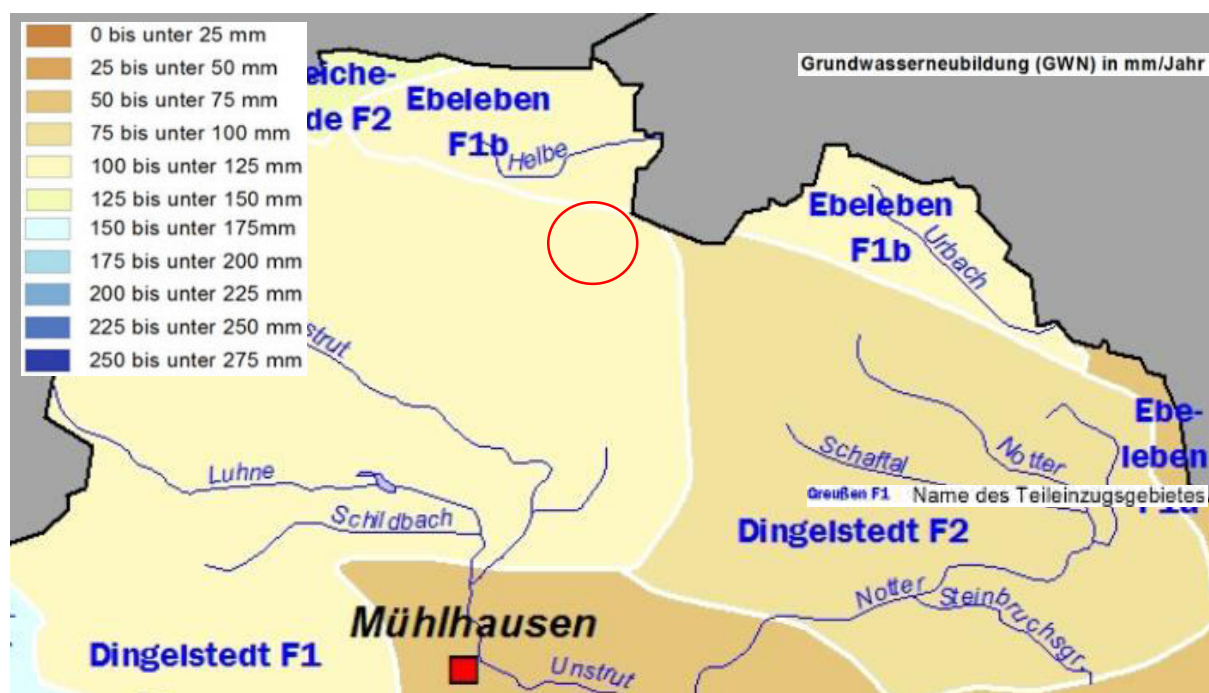 0 bis unter 25 mm
25 bis unter 50 mm
50 bis unter 75 mm
75 bis unter 100 mm
100 bis unter 125 mm
125 bis unter 150 mm
150 bis unter 175mm
175 bis unter 200 mm
200 bis unter 225 mm
225 bis unter 250 mm
250 bis unter 275 mm
Grundwasserneubildung (GWN) in mm/Jahr
eiche-
de F2
Ebeleben
F1b
Helbe
Ebeleben
F1b
Urbach
strut
Luhne
Schildbach
Schaftal
Notter
Ebe-
leben
Greußen F1 Name des Teileinzugsgebietes
Dingelstedt F2
Notter
Steinbruchsgr.
Mühlhausen
Dingelstedt F1
Unstrut